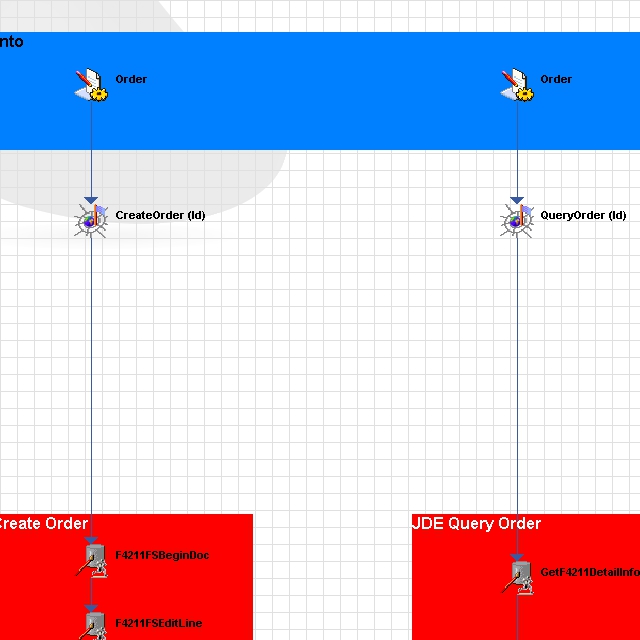 nto
Order
Order
CreateOrder (Id)
QueryOrder (Id)
Create Order
JDE Query Order
F4211FSBeginDoc
GetF4211DetailInfo
F4211FSEditLine